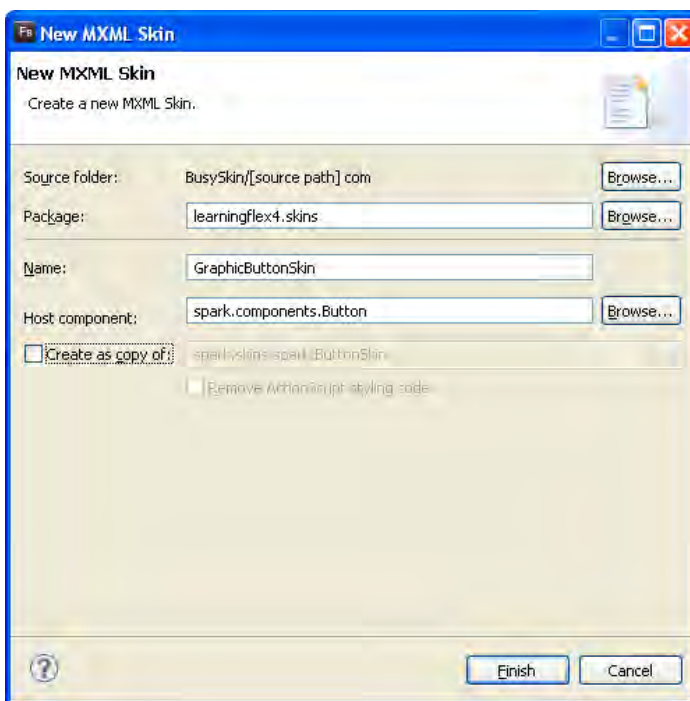 FB New MXML Skin
New MXML Skin
Create a new MXML Skin.
Source folder: BusySkin/[source path] com Browse...
Package: learningflex4.skins Browse...
Name: GraphicButtonSkin
Host component: spark.components.Button Browse...
Create as copy of: spark.skins.spark.ButtonSkin
Remove ActionScript styling code
? Finish Cancel